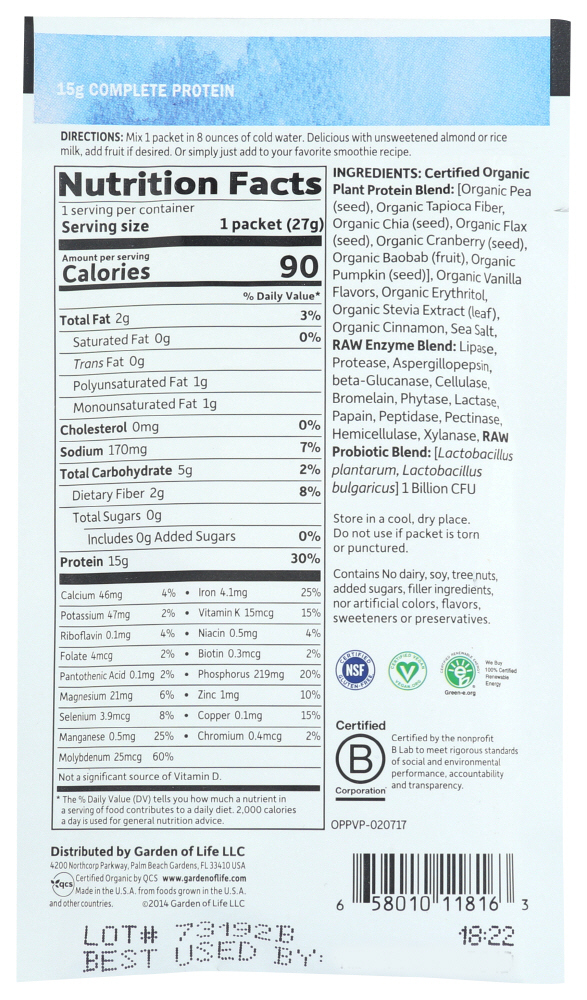 15g COMPLETE PROTEIN
DIRECTIONS: Mix 1 packet in 8 ounces of cold water. Delicious with unsweetened almond or rice
milk, add fruit if desired. Or simply just add to your favorite smoothie recipe.
Nutrition Facts
1 serving per container
Serving size 1 packet (27g)
Amount per serving
Calories 90
% Daily Value*
Total Fat 2g 3%
Saturated Fat 0g 0%
Trans Fat 0g
Polyunsaturated Fat 1g
Monounsaturated Fat 1g
Cholesterol 0mg 0%
Sodium 170mg 7%
Total Carbohydrate 5g 2%
Dietary Fiber 2g 8%
Total Sugars 0g
Includes 0g Added Sugars 0%
Protein 15g 30%
Calcium 46mg 4% • Iron 4.1mg 25%
Potassium 47mg 2% • Vitamin K 15mcg 15%
Riboflavin 0.1mg 4% • Niacin 0.5mg 4%
Folate 4mcg 2% • Biotin 0.3mcg 2%
Pantothenic Acid 0.1mg 2% • Phosphorus 219mg 20%
Magnesium 21mg 6% • Zinc 1mg 10%
Selenium 3.9mcg 8% • Copper 0.1mg 15%
Manganese 0.5mg 25% • Chromium 0.4mcg 2%
Molybdenum 25mcg 60%
Not a significant source of Vitamin D.
* The % Daily Value (DV) tells you how much a nutrient in
a serving of food contributes to a daily diet. 2,000 calories
a day is used for general nutrition advice.
INGREDIENTS: Certified Organic
Plant Protein Blend: [Organic Pea
(seed), Organic Tapioca Fiber,
Organic Chia (seed), Organic Flax
(seed), Organic Cranberry (seed),
Organic Baobab (fruit), Organic
Pumpkin (seed)], Organic Vanilla
Flavors, Organic Erythritol,
Organic Stevia Extract (leaf),
Organic Cinnamon, Sea Salt,
RAW Enzyme Blend: Lipase,
Protease, Aspergillopepsin,
beta-Glucanase, Cellulase,
Bromelain, Phytase, Lactase,
Papain, Peptidase, Pectinase,
Hemicellulase, Xylanase, RAW
Probiotic Blend: [Lactobacillus
plantarum, Lactobacillus
bulgaricus] 1 Billion CFU
Store in a cool, dry place.
Do not use if packet is torn
or punctured.
Contains No dairy, soy, tree nuts,
added sugars, filler ingredients,
nor artificial colors, flavors,
sweeteners or preservatives.
CERTIFIED
NSF
GLUTEN-FREE
CERTIFIED VEGAN
Green-e.org
We Buy
100% Certified
Renewable
Energy
Certified
B
Corporation
Certified by the nonprofit
B Lab to meet rigorous standards
of social and environmental
performance, accountability
and transparency.
OPPVP-020717
Distributed by Garden of Life LLC
4200 Northcorp Parkway, Palm Beach Gardens, FL 33410 USA
qcs Certified Organic by QCS www.gardenoflife.com
Made in the U.S.A. from foods grown in the U.S.A.
and other countries. ©2014 Garden of Life LLC
6 58010 11816 3
LOT# 73192B 18:22
BEST USED BY: